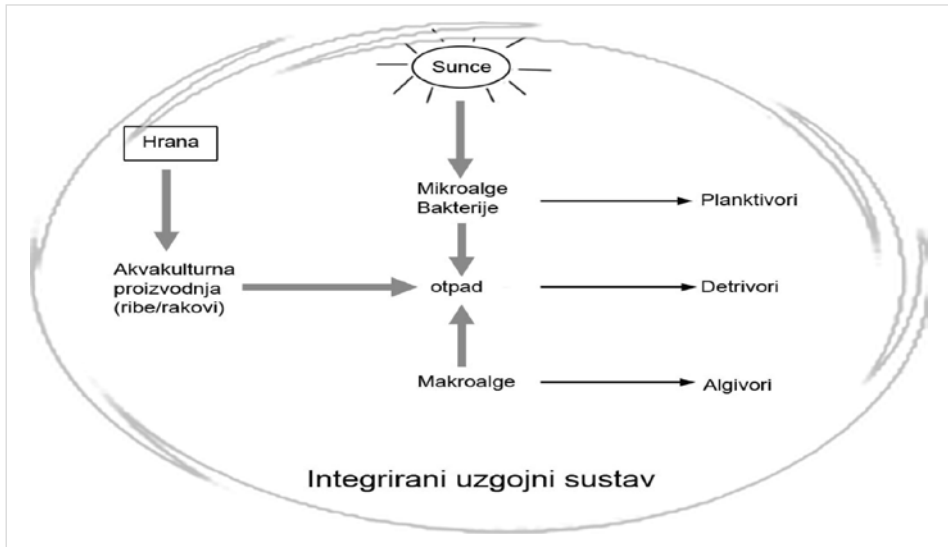 Sunce
Hrana
Mikroalge
Bakterije
Planktivori
Akvakulturna
proizvodnja
(ribe/rakovi)
otpad
Detrivori
Makroalge
Algivori
Integrirani uzgojni sustav